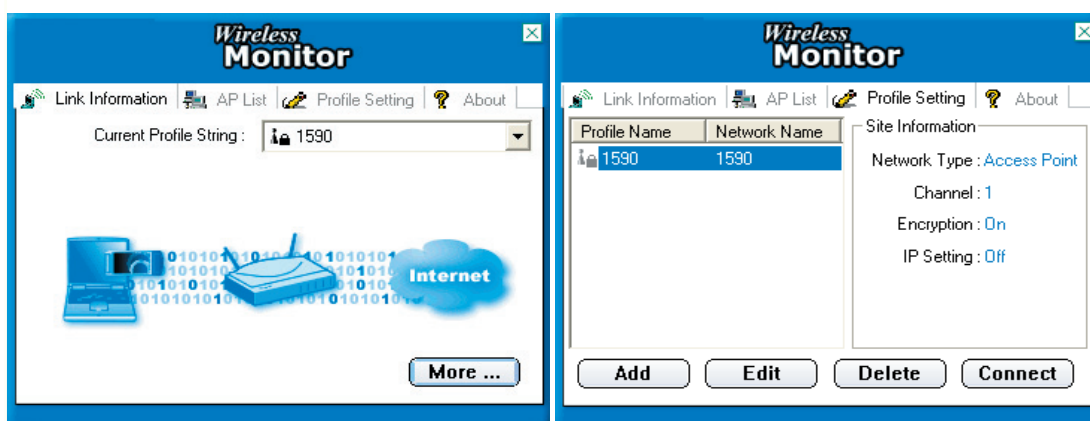 Wireless
Monitor
Link Information AP List Profile Setting ? About
Current Profile String : 1590
010101010101010101
Internet
More ...
Wireless
Monitor
Link Information AP List Profile Setting ? About
Profile Name Network Name
1590 1590
Site Information
Network Type : Access Point
Channel : 1
Encryption : On
IP Setting : Off
Add Edit Delete Connect